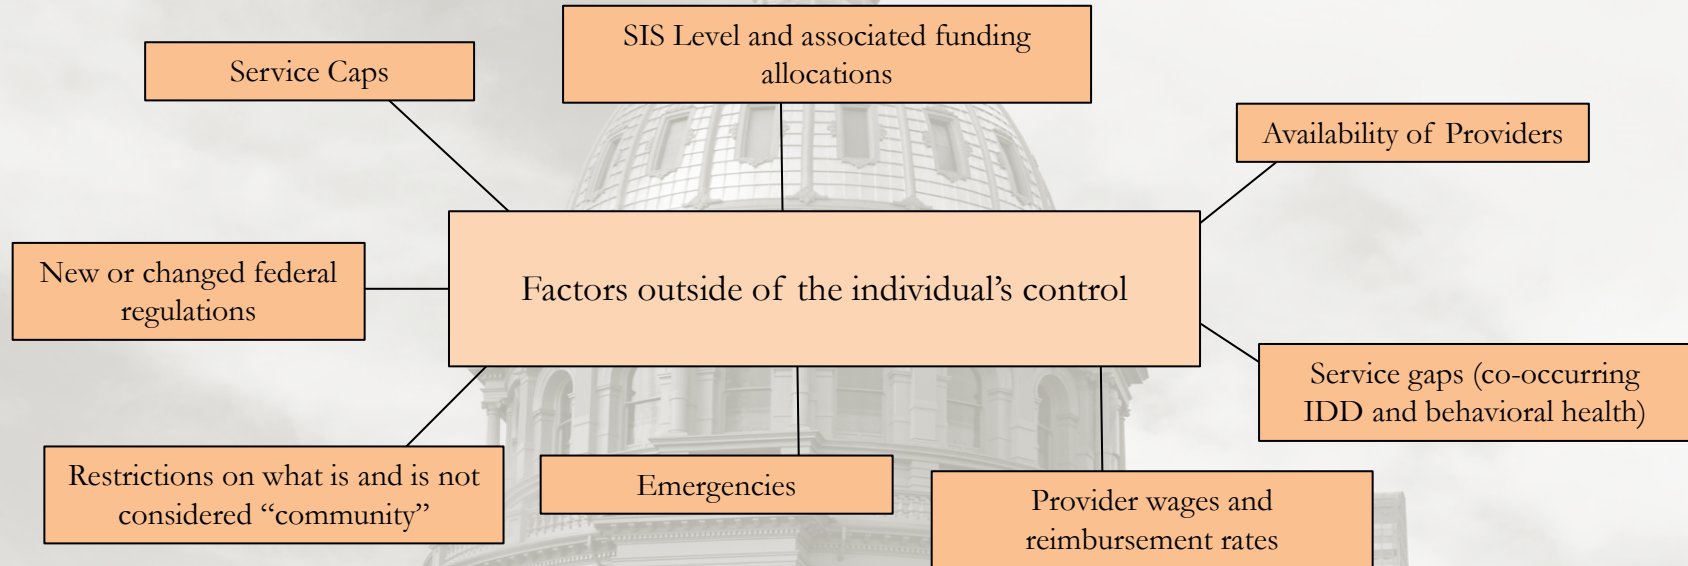 SIS Level and associated funding
allocations
Service Caps
Availability of Providers
New or changed federal
regulations
Factors outside of the individual’s control
Service gaps (co-occurring
IDD and behavioral health)
Restrictions on what is and is not
considered “community”
Emergencies
Provider wages and
reimbursement rates